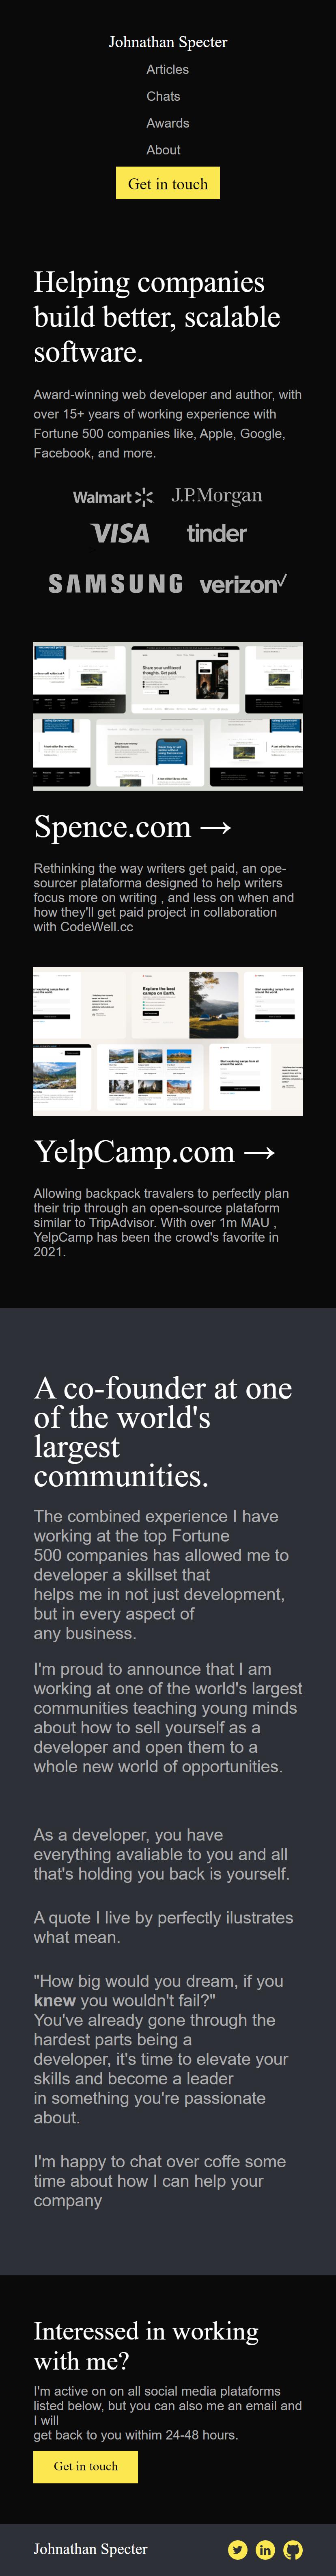 Johnathan Specter
Articles
Chats
Awards
About
Get in touch
Helping companies
build better, scalable
software.
Award-winning web developer and author, with
over 15+ years of working experience with
Fortune 500 companies like, Apple, Google,
Facebook, and more.
Walmart
J.P.Morgan
VISA
tinder
SAMSUNG
verizon✓
Share your unfiltered
thoughts. Get paid.
Spence.com →
Rethinking the way writers get paid, an ope-
sourcer plataforma designed to help writers
focus more on writing , and less on when and
how they'll get paid project in collaboration
with CodeWell.cc
Explore the best
camps on Earth.
YelpCamp.com →
Allowing backpack travalers to perfectly plan
their trip through an open-source plataform
similar to TripAdvisor. With over 1m MAU ,
YelpCamp has been the crowd's favorite in
2021.
A co-founder at one
of the world's
largest
communities.
The combined experience I have
working at the top Fortune
500 companies has allowed me to
developer a skillset that
helps me in not just development,
but in every aspect of
any business.
I'm proud to announce that I am
working at one of the world's largest
communities teaching young minds
about how to sell yourself as a
developer and open them to a
whole new world of opportunities.
As a developer, you have
everything avaliable to you and all
that's holding you back is yourself.
A quote I live by perfectly ilustrates
what mean.
"How big would you dream, if you
knew you wouldn't fail?"
You've already gone through the
hardest parts being a
developer, it's time to elevate your
skills and become a leader
in something you're passionate
about.
I'm happy to chat over coffe some
time about how I can help your
company
Interessed in working
with me?
I'm active on on all social media plataforms
listed below, but you can also me an email and
I will
get back to you withim 24-48 hours.
Get in touch
Johnathan Specter